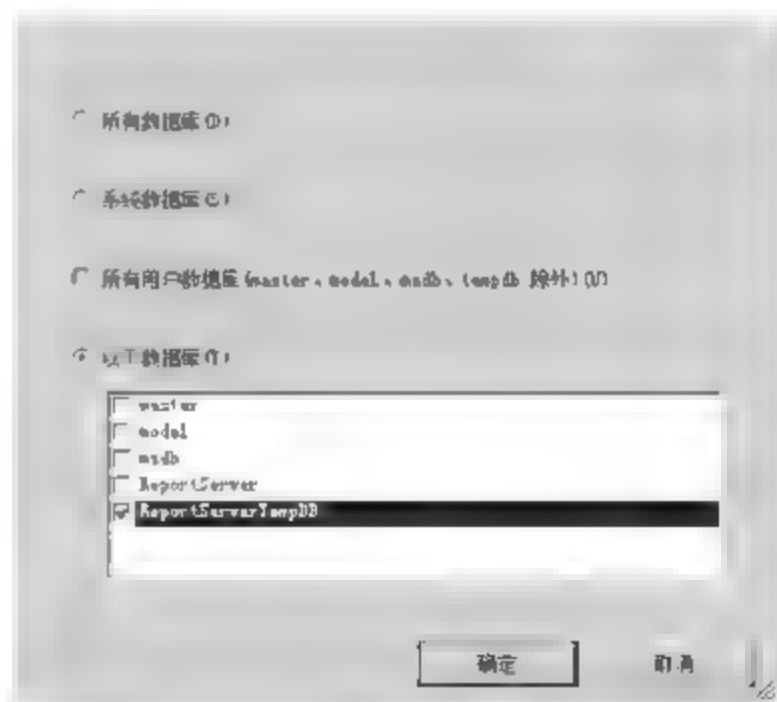 所有数据库(D)
系统数据库(S)
所有用户数据库(master、model、msdb、tempdb 除外)(U)
以下数据库(T)
master
model
msdb
ReportServer
ReportServerTempDB
确定
取消